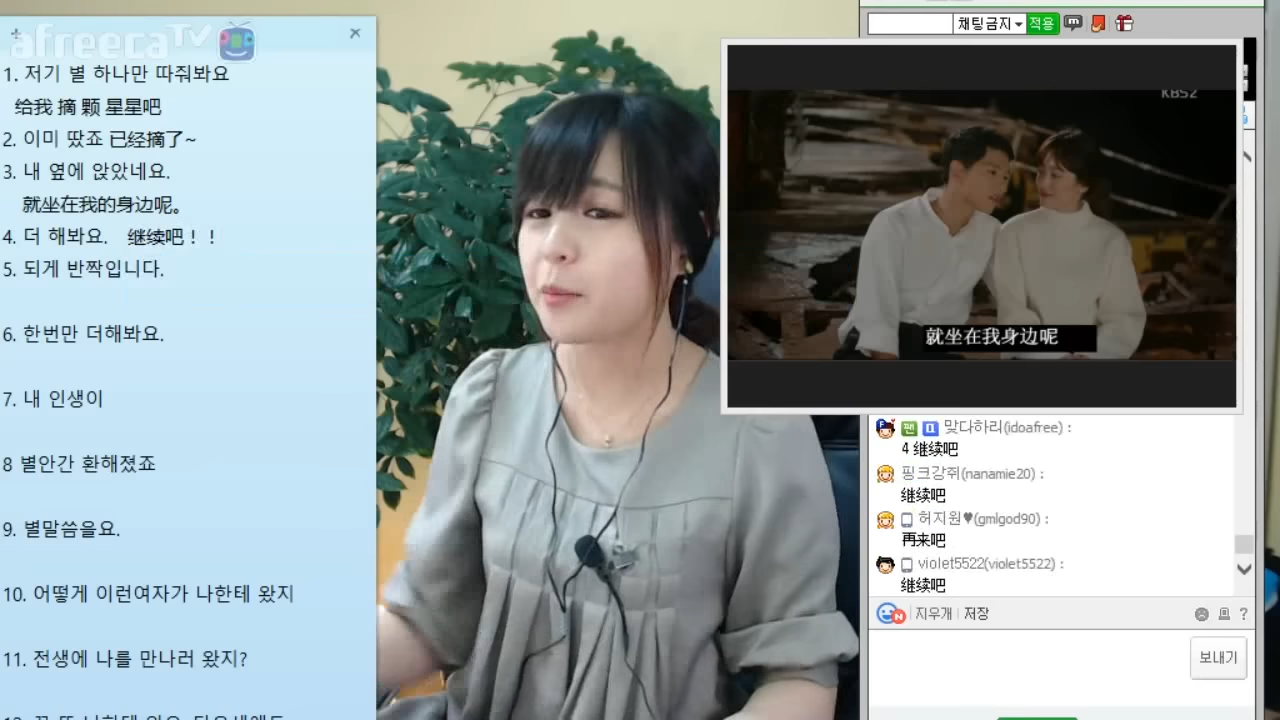 afreecaTV
1. 저기 별 하나만 따줘봐요
给我 摘 颗 星星吧
2. 이미 땄죠 已经摘了~
3. 내 옆에 앉았네요.
就坐在我的身边呢。
4. 더 해봐요. 继续吧！！
5. 되게 반짝입니다.
6. 한번만 더해봐요.
7. 내 인생이
8 별안간 환해졌죠
9. 별말씀을요.
10. 어떻게 이런여자가 나한테 왔지
11. 전생에 나를 만나러 왔지?
채팅금지 적용
KBS2
就坐在我身边呢
팬 맞다하리(idoafree) :
4 继续吧
핑크강쥐(nanamie20) :
继续吧
허지원♥(gmlgod90) :
再来吧
violet5522(violet5522) :
继续吧
지우개 저장 ?
보내기